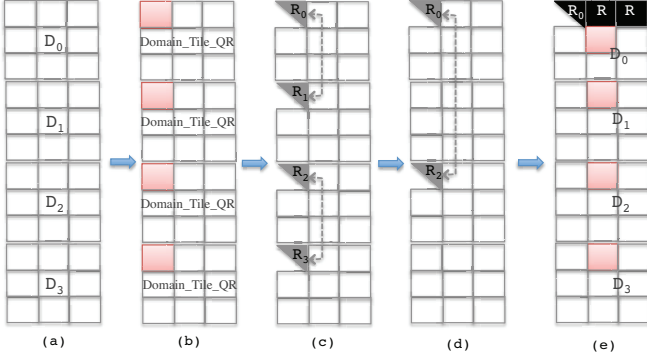 D0
D1
D2
D3
(a)
Domain_Tile_QR
Domain_Tile_QR
Domain_Tile_QR
Domain_Tile_QR
(b)
R0
R1
R2
R3
(c)
R0
R2
(d)
R0 R R
D0
D1
D2
D3
(e)